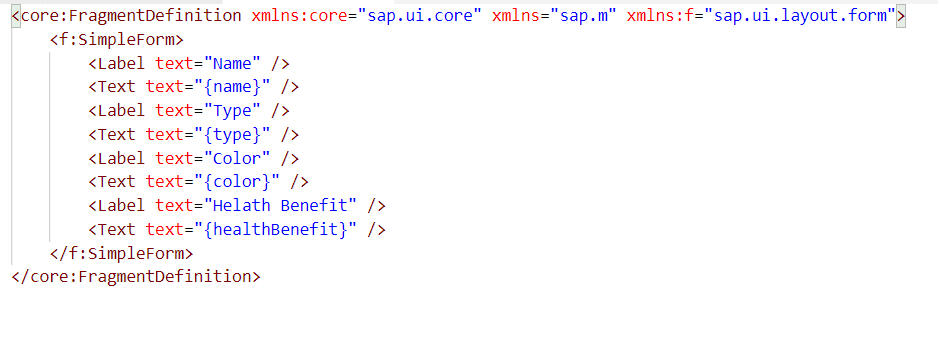 <core:FragmentDefinition xmlns:core="sap.ui.core" xmlns="sap.m" xmlns:f="sap.ui.layout.form">
    <f:SimpleForm>
        <Label text="Name" />
        <Text text="{name}" />
        <Label text="Type" />
        <Text text="{type}" />
        <Label text="Color" />
        <Text text="{color}" />
        <Label text="Helath Benefit" />
        <Text text="{healthBenefit}" />
    </f:SimpleForm>
</core:FragmentDefinition>